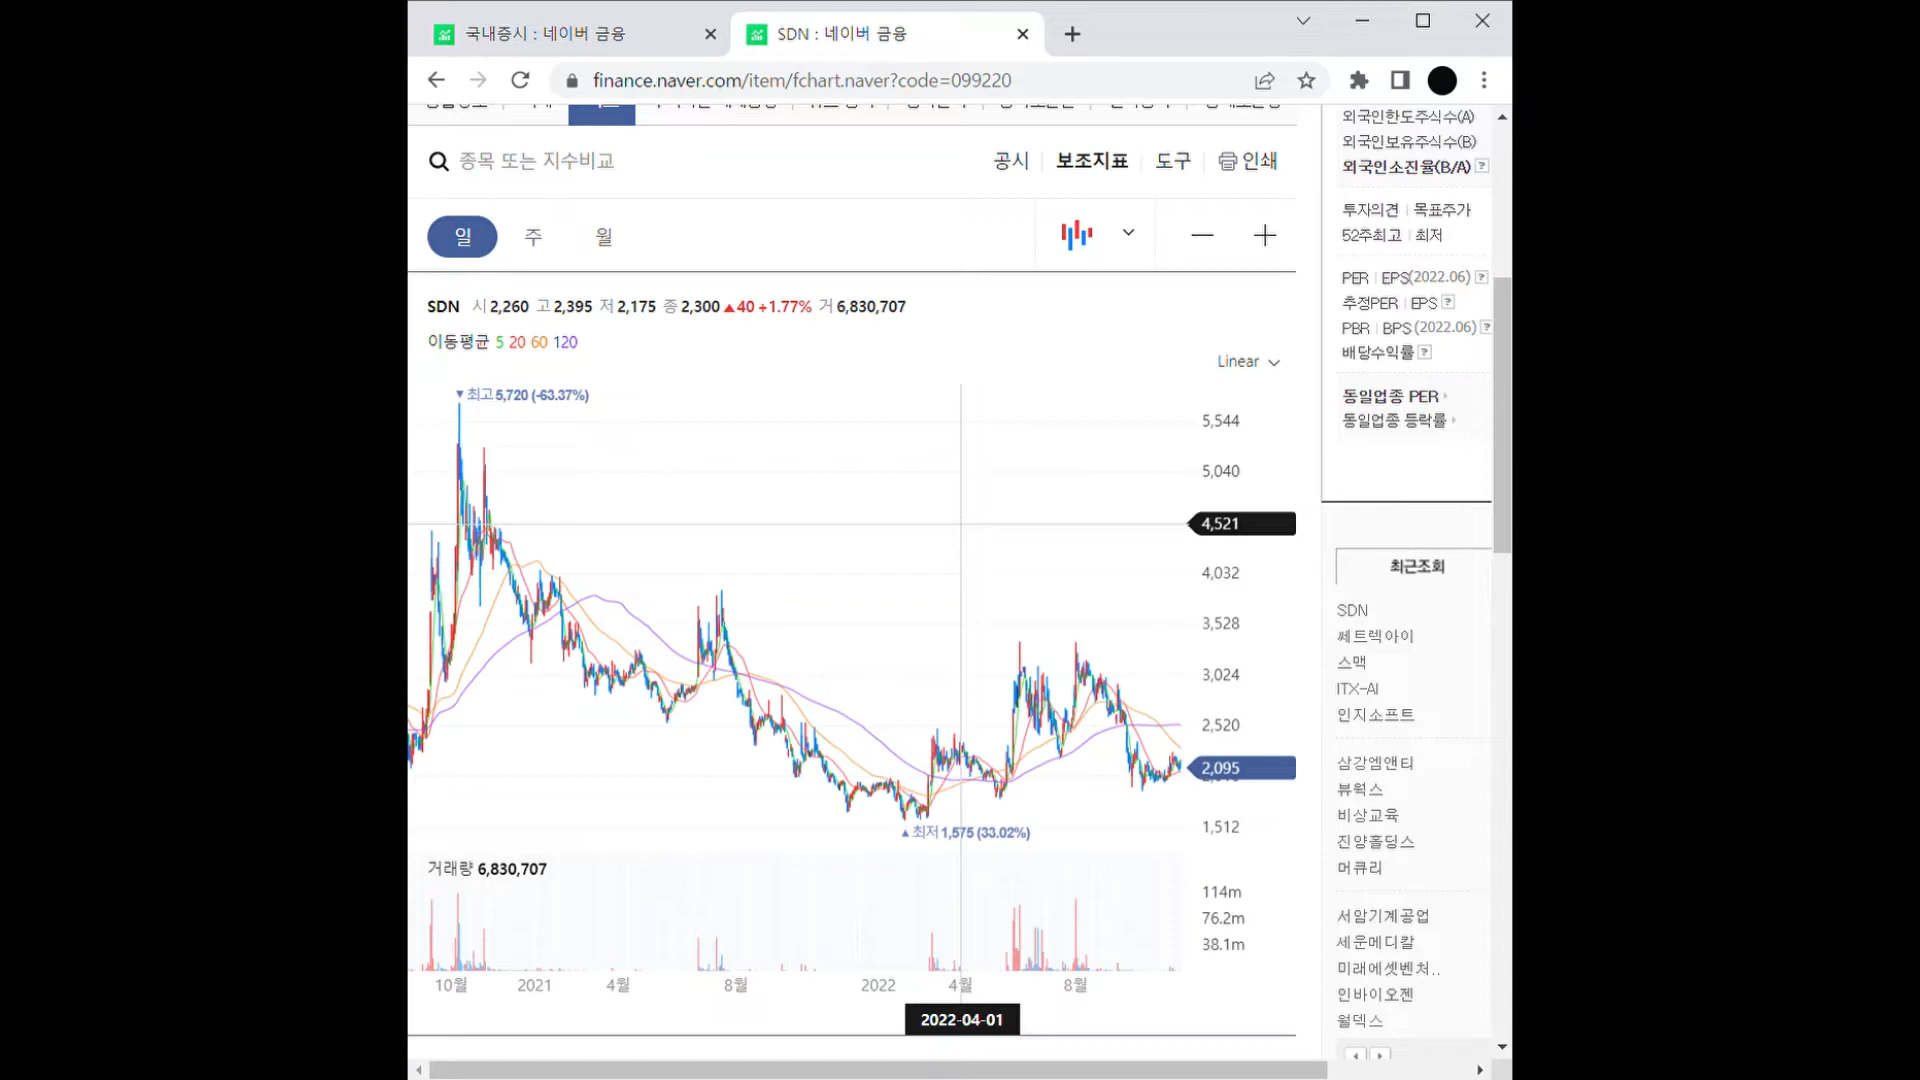 국내증시 : 네이버 금융
SDN : 네이버 금융
finance.naver.com/item/fchart.naver?code=099220
종목 또는 지수비교
공시
보조지표
도구
인쇄
일
주
월
SDN 시 2,260 고 2,395 저 2,175 종 2,300 ▲40 +1.77% 거 6,830,707
이동평균 5 20 60 120
Linear
▼최고 5,720 (-63.37%)
5,544
5,040
4,521
4,032
3,528
3,024
2,520
2,095
1,512
▲최저 1,575 (33.02%)
거래량 6,830,707
114m
76.2m
38.1m
10월
2021
4월
8월
2022
4월
8월
2022-04-01
외국인한도주식수(A)
외국인보유주식수(B)
외국인소진율(B/A) ?
투자의견 | 목표주가
52주최고 | 최저
PER | EPS(2022.06) ?
추정PER | EPS ?
PBR | BPS (2022.06) ?
배당수익률 ?
동일업종 PER
동일업종 등락률
최근조회
SDN
쎄트렉아이
스맥
ITX-AI
인지소프트
삼강엠앤티
뷰웍스
비상교육
진양홀딩스
머큐리
서암기계공업
세운메디칼
미래에셋벤처..
인바이오젠
월덱스